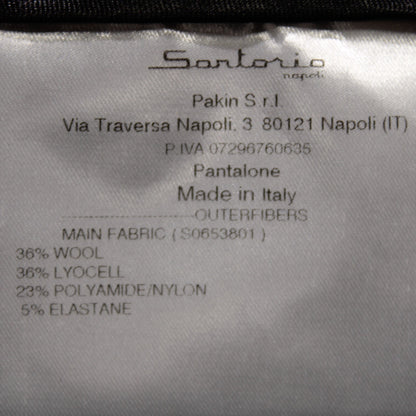 Sartorio
napoli
Pakin S.r.l.
Via Traversa Napoli, 3 80121 Napoli (IT)
P.IVA 07296760635
Pantalone
Made in Italy
--------------------------OUTERFIBERS
MAIN FABRIC ( S0653801 )
36% WOOL
36% LYOCELL
23% POLYAMIDE/NYLON
5% ELASTANE